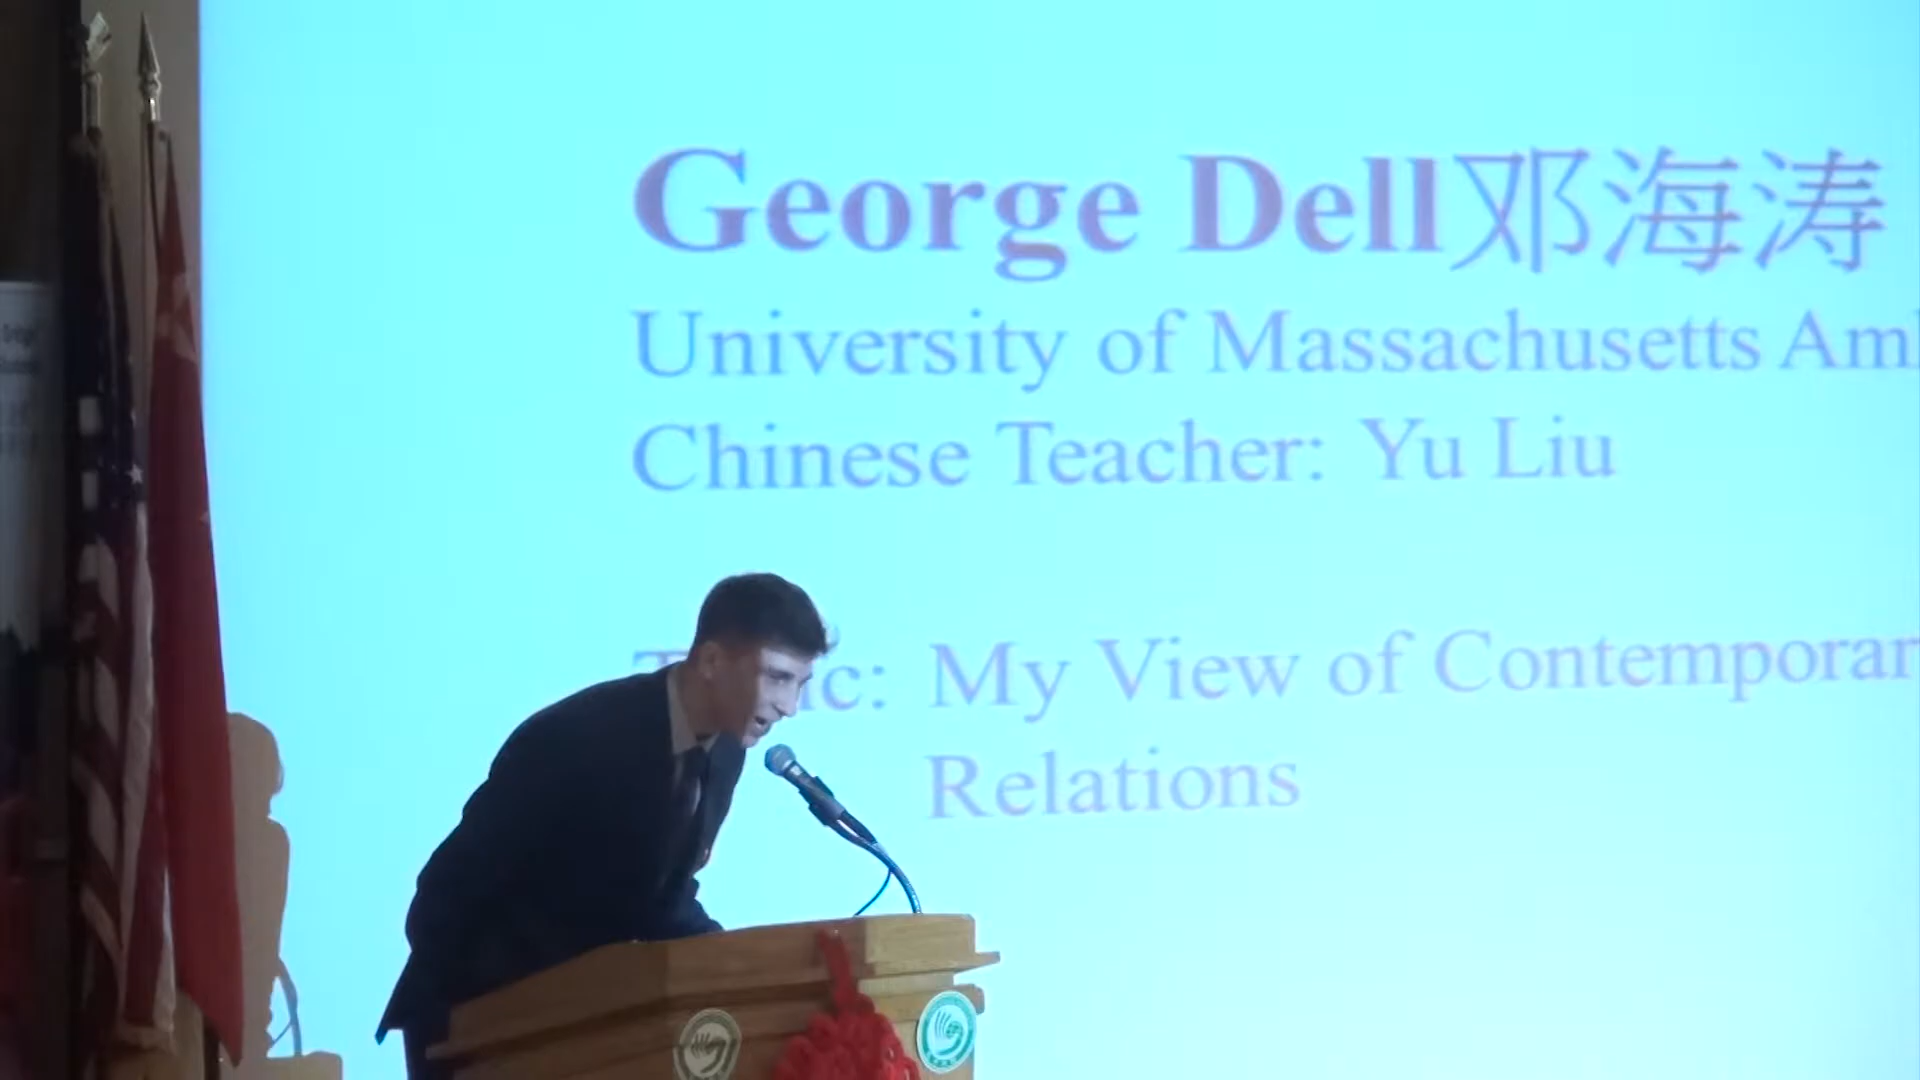 George Dell邓海涛
University of Massachusetts Am
Chinese Teacher: Yu Liu
ic: My View of Contemporar
Relations